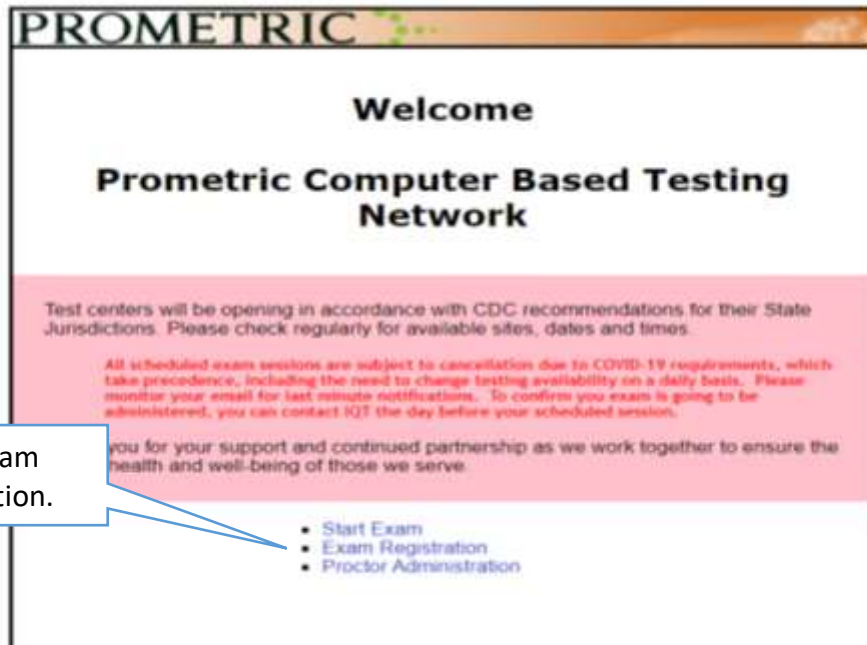 PROMETRIC
Welcome
Prometric Computer Based Testing
Network
Test centers will be opening in accordance with CDC recommendations for their State
Jurisdictions. Please check regularly for available sites, dates and times.
All scheduled exam sessions are subject to cancellation due to COVID-19 requirements, which
take precedence, including the need to change testing availability on a daily basis. Please
monitor your email for last minute notifications. To confirm you exam is going to be
administered, you can contact IQT the day before your scheduled session.
you for your support and continued partnership as we work together to ensure the
health and well-being of those we serve.
am
tion.
Start Exam
Exam Registration
Proctor Administration